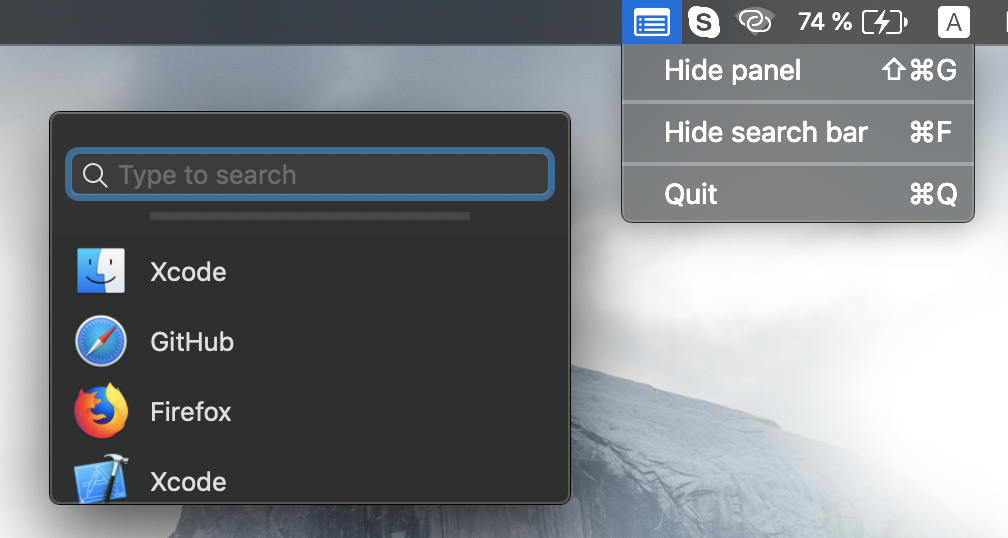 S 74 % A
Hide panel ⇧⌘G
Hide search bar ⌘F
Quit ⌘Q
Type to search
Xcode
GitHub
Firefox
Xcode